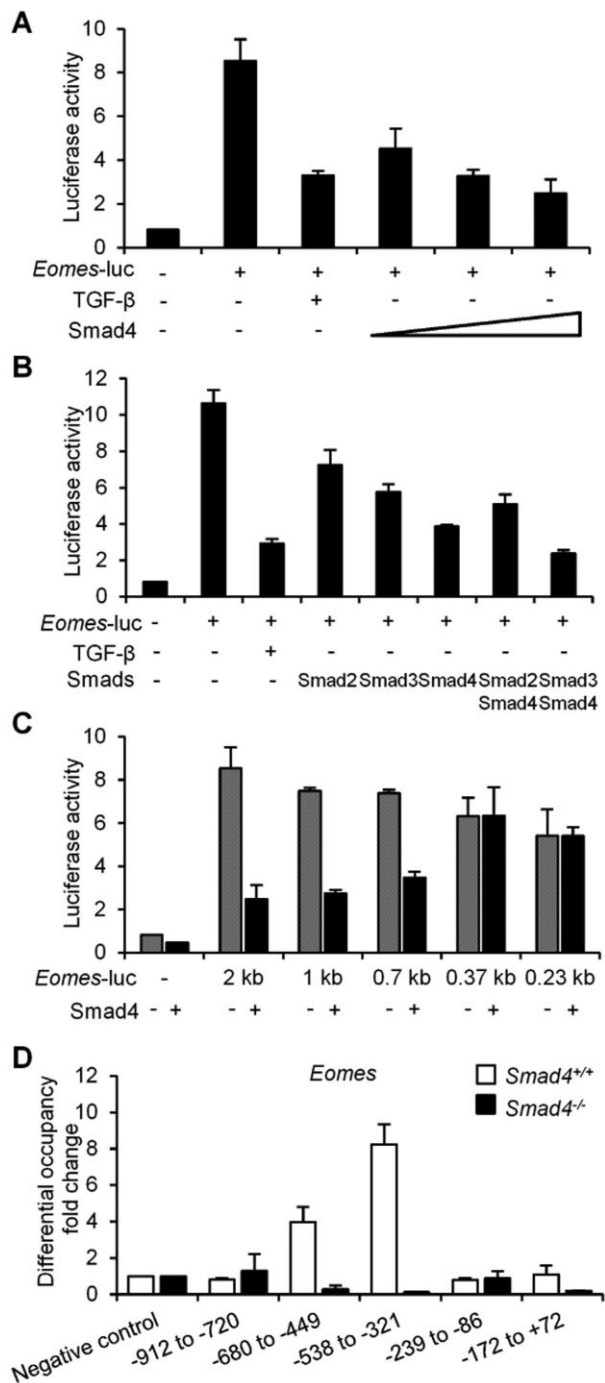 A
Luciferase activity
10
8
6
4
2
0
Eomes-luc - + + + + +
TGF-β - - + - - -
Smad4 - - -
B
Luciferase activity
12
10
8
6
4
2
0
Eomes-luc - + + + + + + +
TGF-β - - + - - - - -
Smads - - - Smad2 Smad3 Smad4 Smad2 Smad3
Smad4 Smad4
C
Luciferase activity
10
8
6
4
2
0
Eomes-luc - 2 kb 1 kb 0.7 kb 0.37 kb 0.23 kb
Smad4 - + - + - + - + - + - +
D
Eomes
Smad4+/+
Smad4-/-
Differential occupancy
fold change
12
10
8
6
4
2
0
Negative control
-912 to -720
-680 to -449
-538 to -321
-239 to -86
-172 to +72